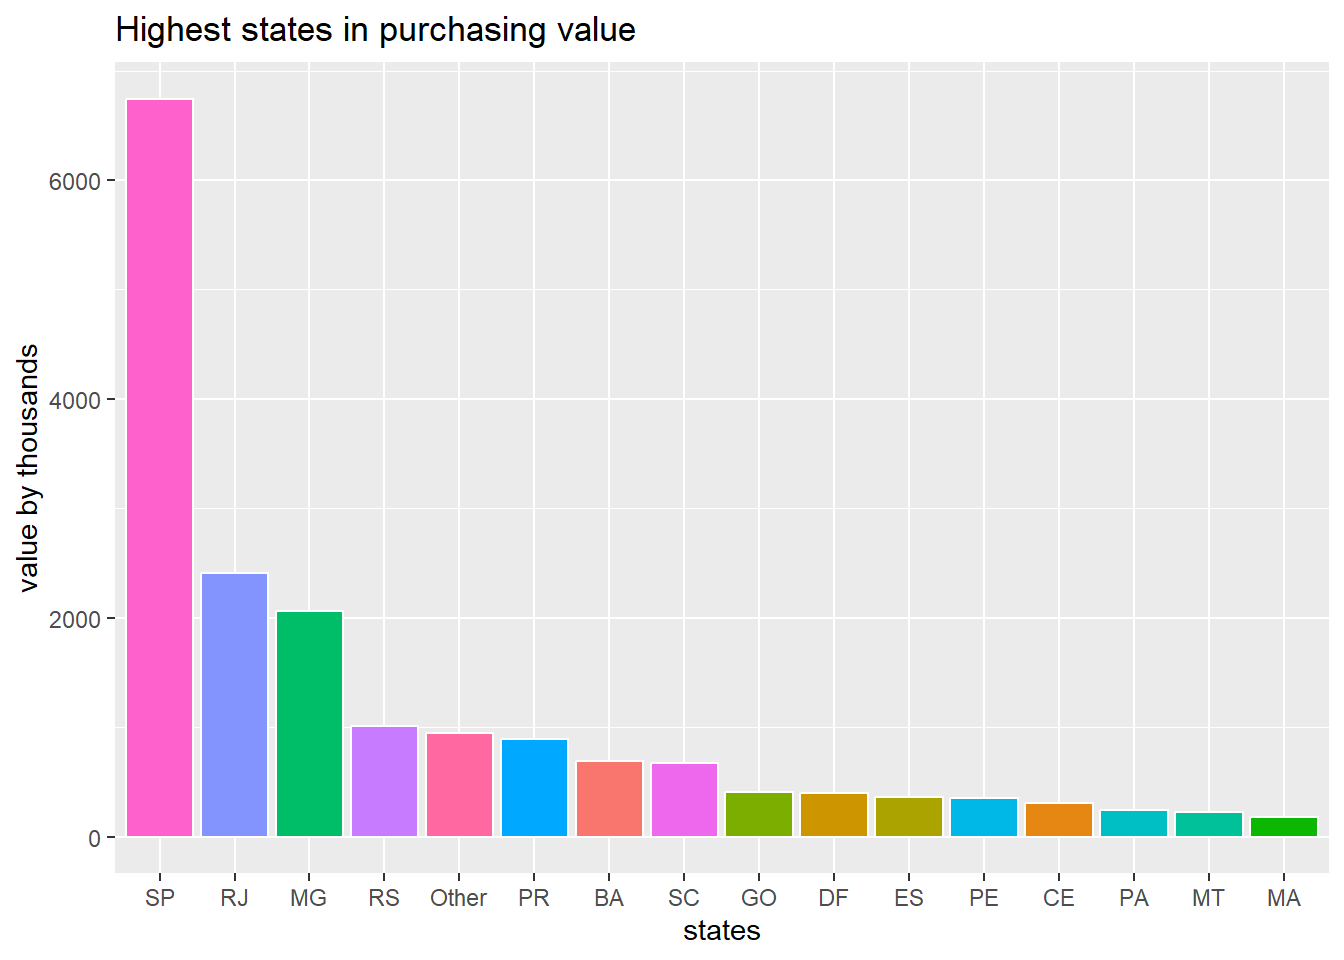 Highest states in purchasing value
value by thousands
6000
4000
2000
0
SP RJ MG RS Other PR BA SC GO DF ES PE CE PA MT MA
states